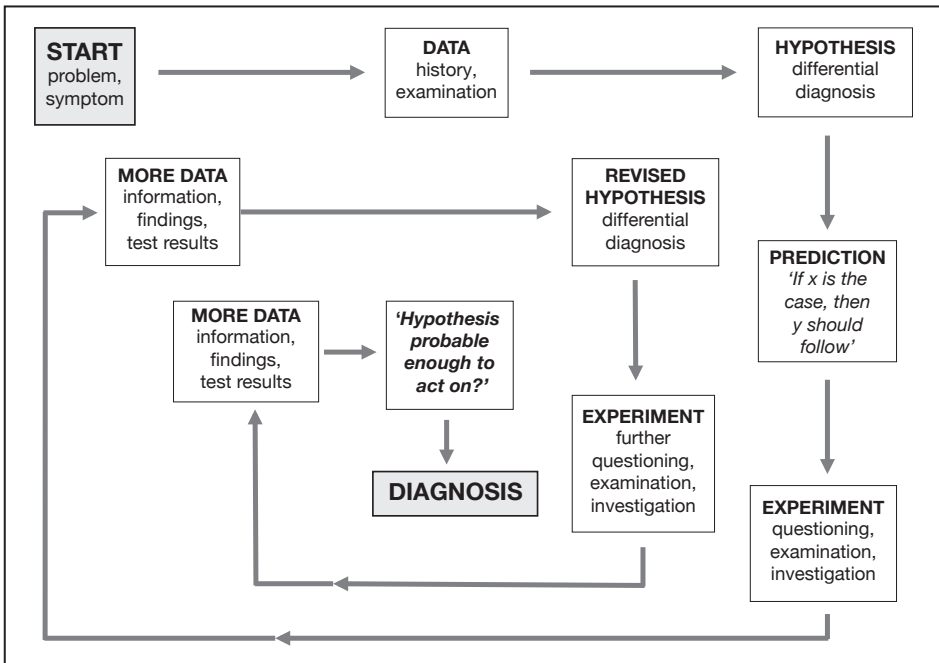 START
problem,
symptom
DATA
history,
examination
HYPOTHESIS
differential
diagnosis
PREDICTION
‘If x is the
case, then
y should
follow’
EXPERIMENT
questioning,
examination,
investigation
MORE DATA
information,
findings,
test results
REVISED
HYPOTHESIS
differential
diagnosis
EXPERIMENT
further
questioning,
examination,
investigation
MORE DATA
information,
findings,
test results
‘Hypothesis
probable
enough to
act on?’
DIAGNOSIS